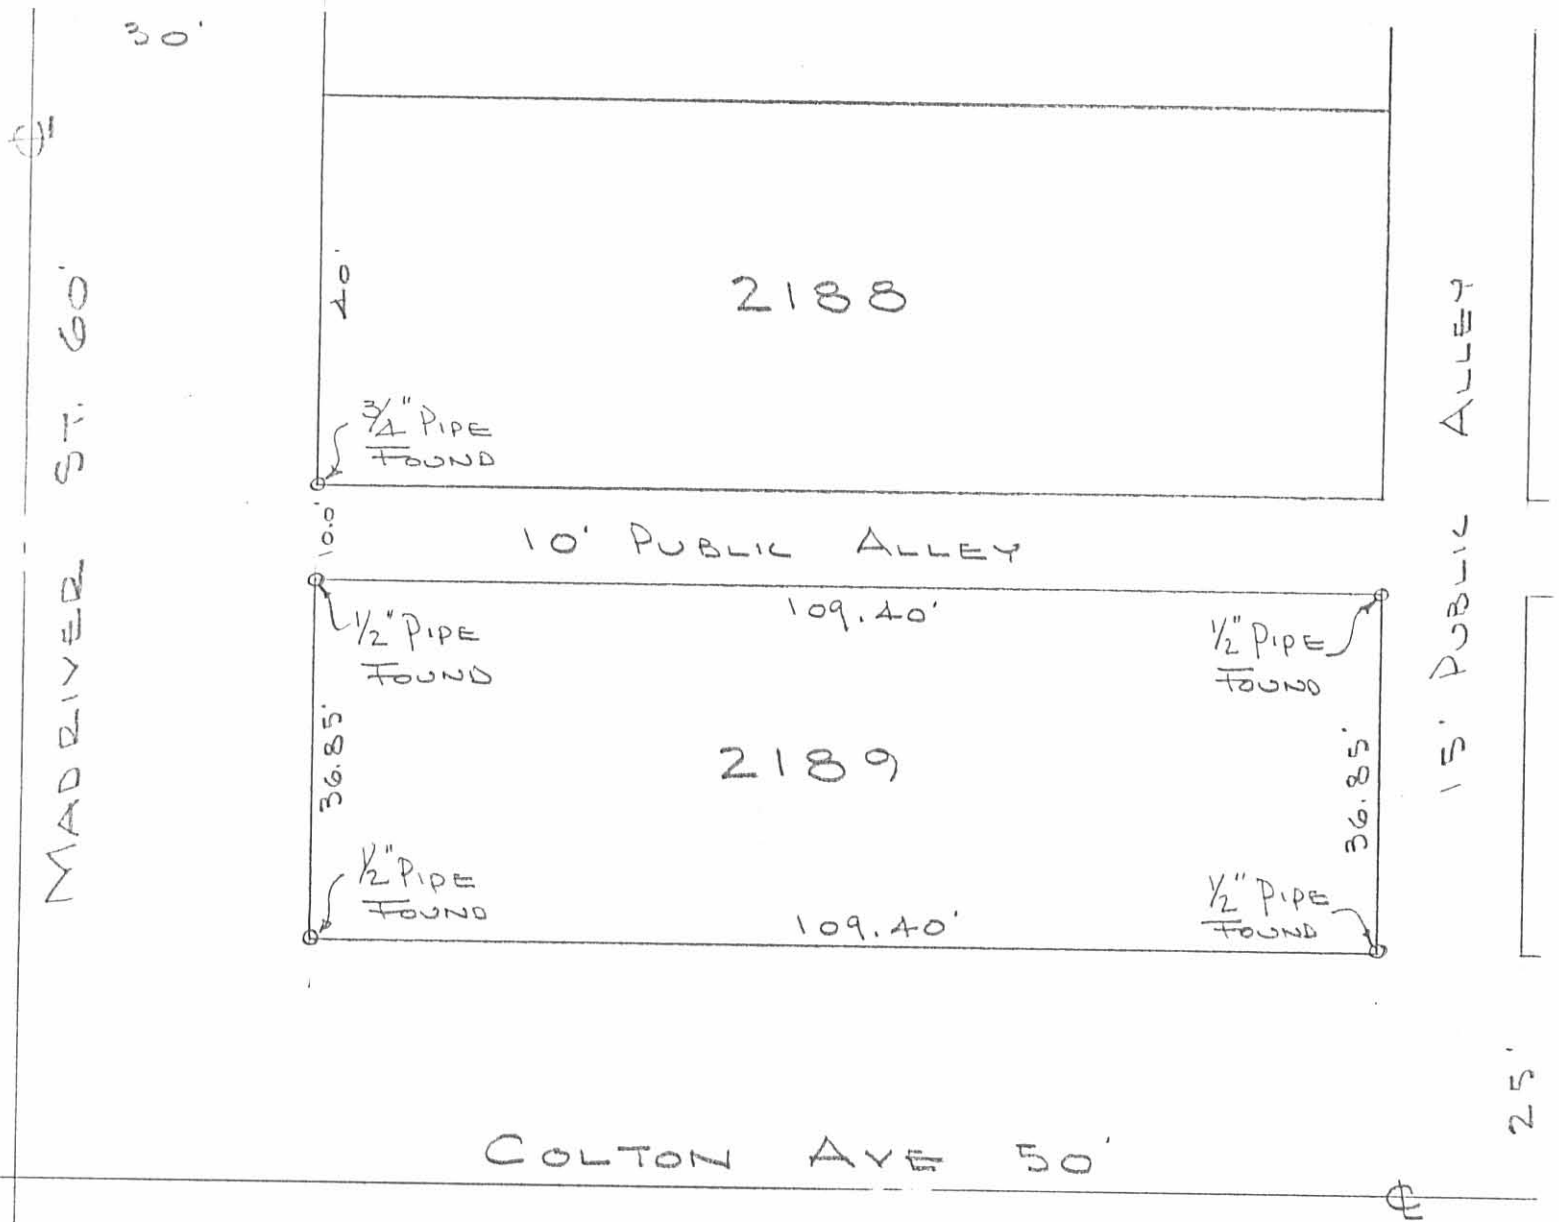 30'
℄
MADRIVER ST. 60'
40'
2188
3/4" PIPE
FOUND
10.0'
10' PUBLIC ALLEY
15' PUBLIC ALLEY
109.40'
1/2" PIPE
FOUND
1/2" PIPE
FOUND
36.85'
2189
36.85'
1/2" PIPE
FOUND
109.40'
1/2" PIPE
FOUND
25'
COLTON AVE 50'
℄